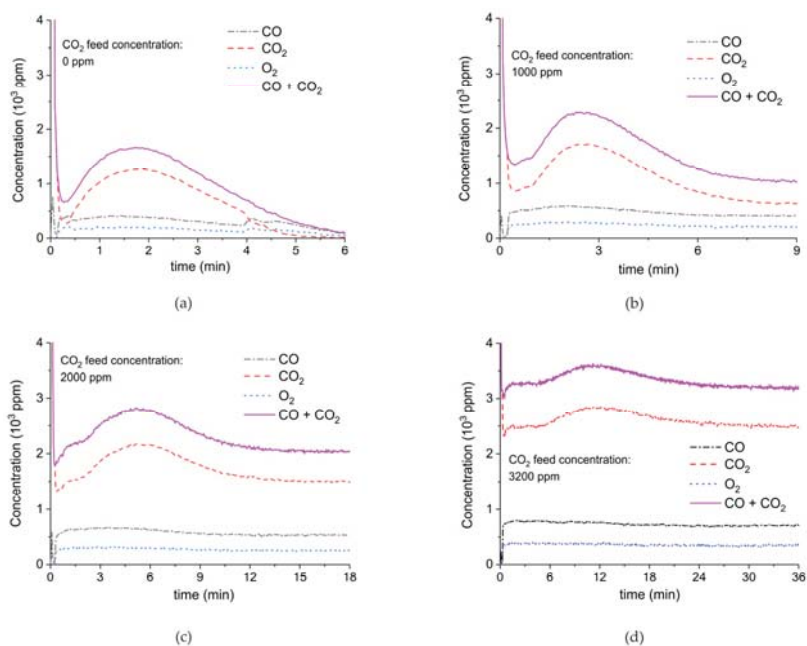 4
3
2
1
0
Concentration (10³ ppm)
CO₂ feed concentration:
0 ppm
CO
CO₂
O₂
CO + CO₂
0 1 2 3 4 5 6
time (min)
(a)
4
3
2
1
0
Concentration (10³ ppm)
CO₂ feed concentration:
1000 ppm
CO
CO₂
O₂
CO + CO₂
0 3 6 9
time (min)
(b)
4
3
2
1
0
Concentration (10³ ppm)
CO₂ feed concentration:
2000 ppm
CO
CO₂
O₂
CO + CO₂
0 3 6 9 12 15 18
time (min)
(c)
4
3
2
1
0
Concentration (10³ ppm)
CO₂ feed concentration:
3200 ppm
CO
CO₂
O₂
CO + CO₂
0 6 12 18 24 30 36
time (min)
(d)